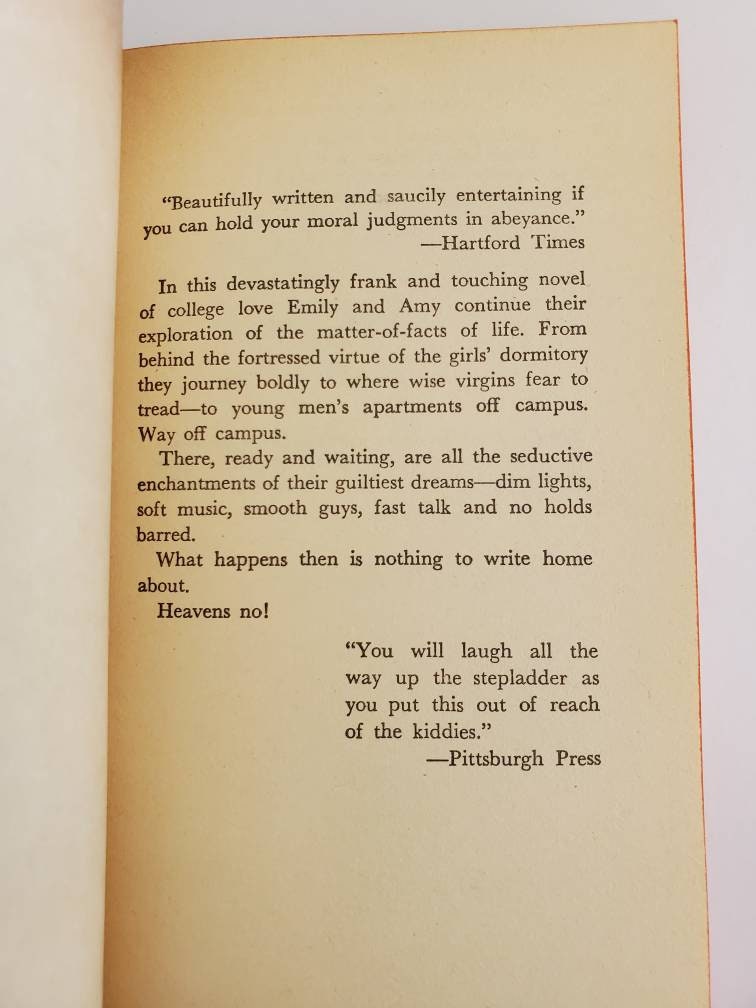 “Beautifully written and saucily entertaining if
you can hold your moral judgments in abeyance.”
—Hartford Times
In this devastatingly frank and touching novel
of college love Emily and Amy continue their
exploration of the matter-of-facts of life. From
behind the fortressed virtue of the girls’ dormitory
they journey boldly to where wise virgins fear to
tread—to young men’s apartments off campus.
Way off campus.
There, ready and waiting, are all the seductive
enchantments of their guiltiest dreams—dim lights,
soft music, smooth guys, fast talk and no holds
barred.
What happens then is nothing to write home
about.
Heavens no!
“You will laugh all the
way up the stepladder as
you put this out of reach
of the kiddies.”
—Pittsburgh Press